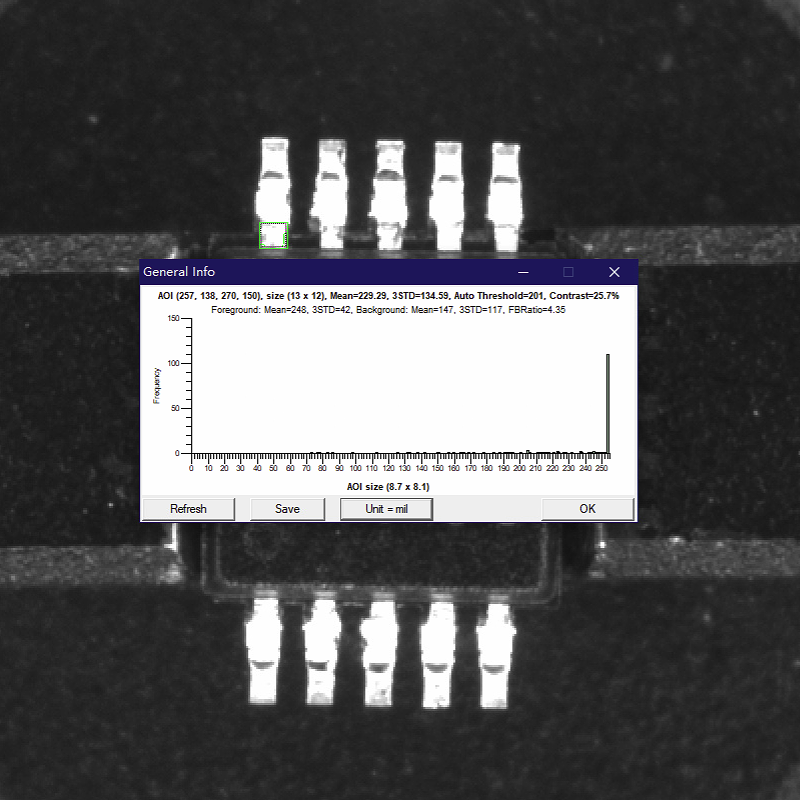 General Info
AOI (257, 138, 270, 150), size (13 x 12), Mean=229.29, 3STD=134.59, Auto Threshold=201, Contrast=25.7%
Foreground: Mean=248, 3STD=42, Background: Mean=147, 3STD=117, FBRatio=4.35
150
100
50
0
Frequency
0 10 20 30 40 50 60 70 80 90 100 110 120 130 140 150 160 170 180 190 200 210 220 230 240 250
AOI size (8.7 x 8.1)
Refresh Save Unit = mil OK